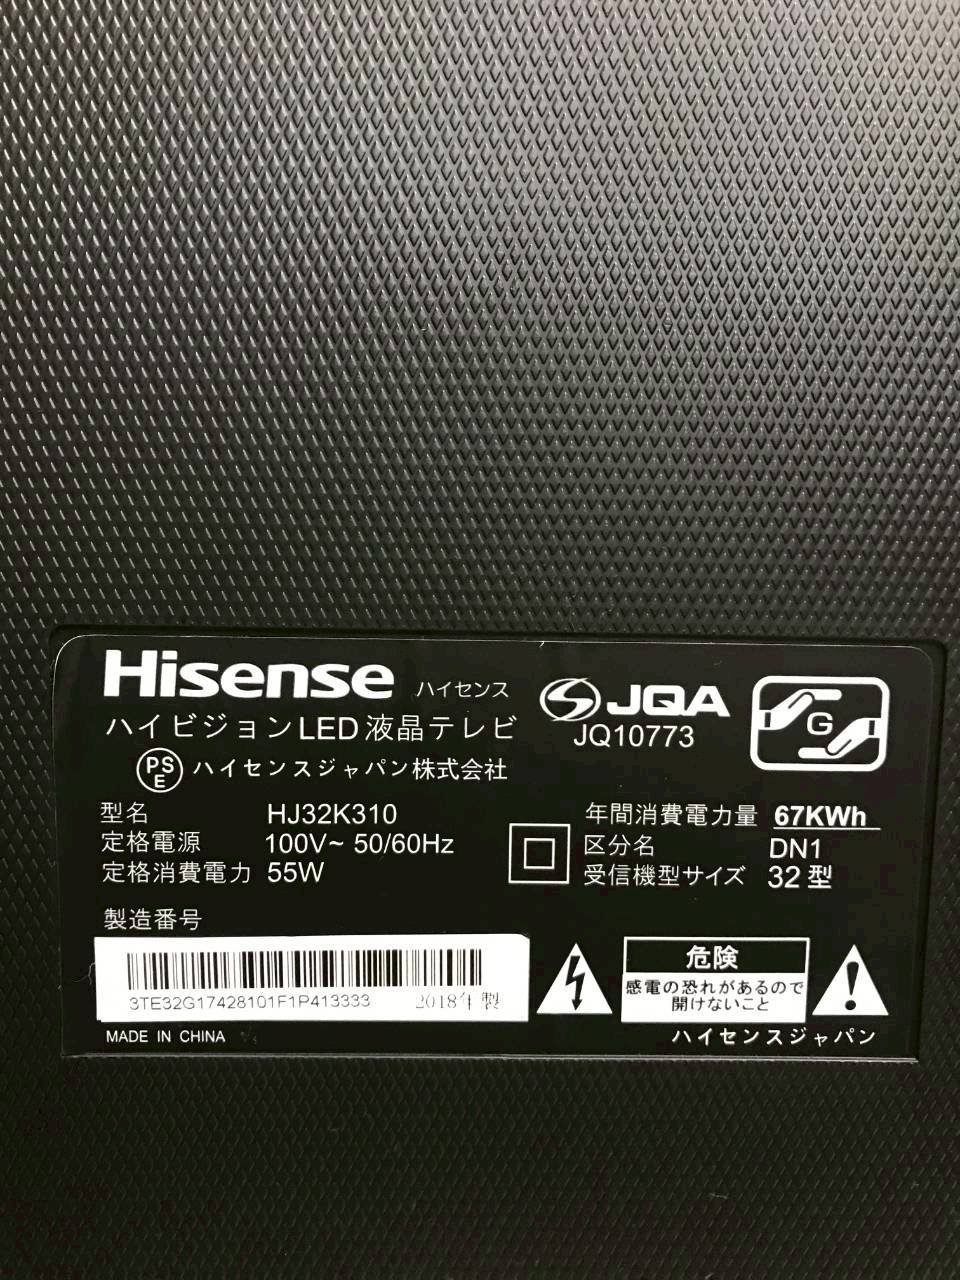 Hisense ハイセンス
ハイビジョンLED液晶テレビ
PSE ハイセンスジャパン株式会社
JQA
JQ10773
G
型名 HJ32K310
定格電源 100V~ 50/60Hz
定格消費電力 55W
年間消費電力量 67KWh
区分名 DN1
受信機型サイズ 32型
製造番号
3TE32G17428101F1P413333 2018年製
MADE IN CHINA
危険
感電の恐れがあるので
開けないこと
ハイセンスジャパン